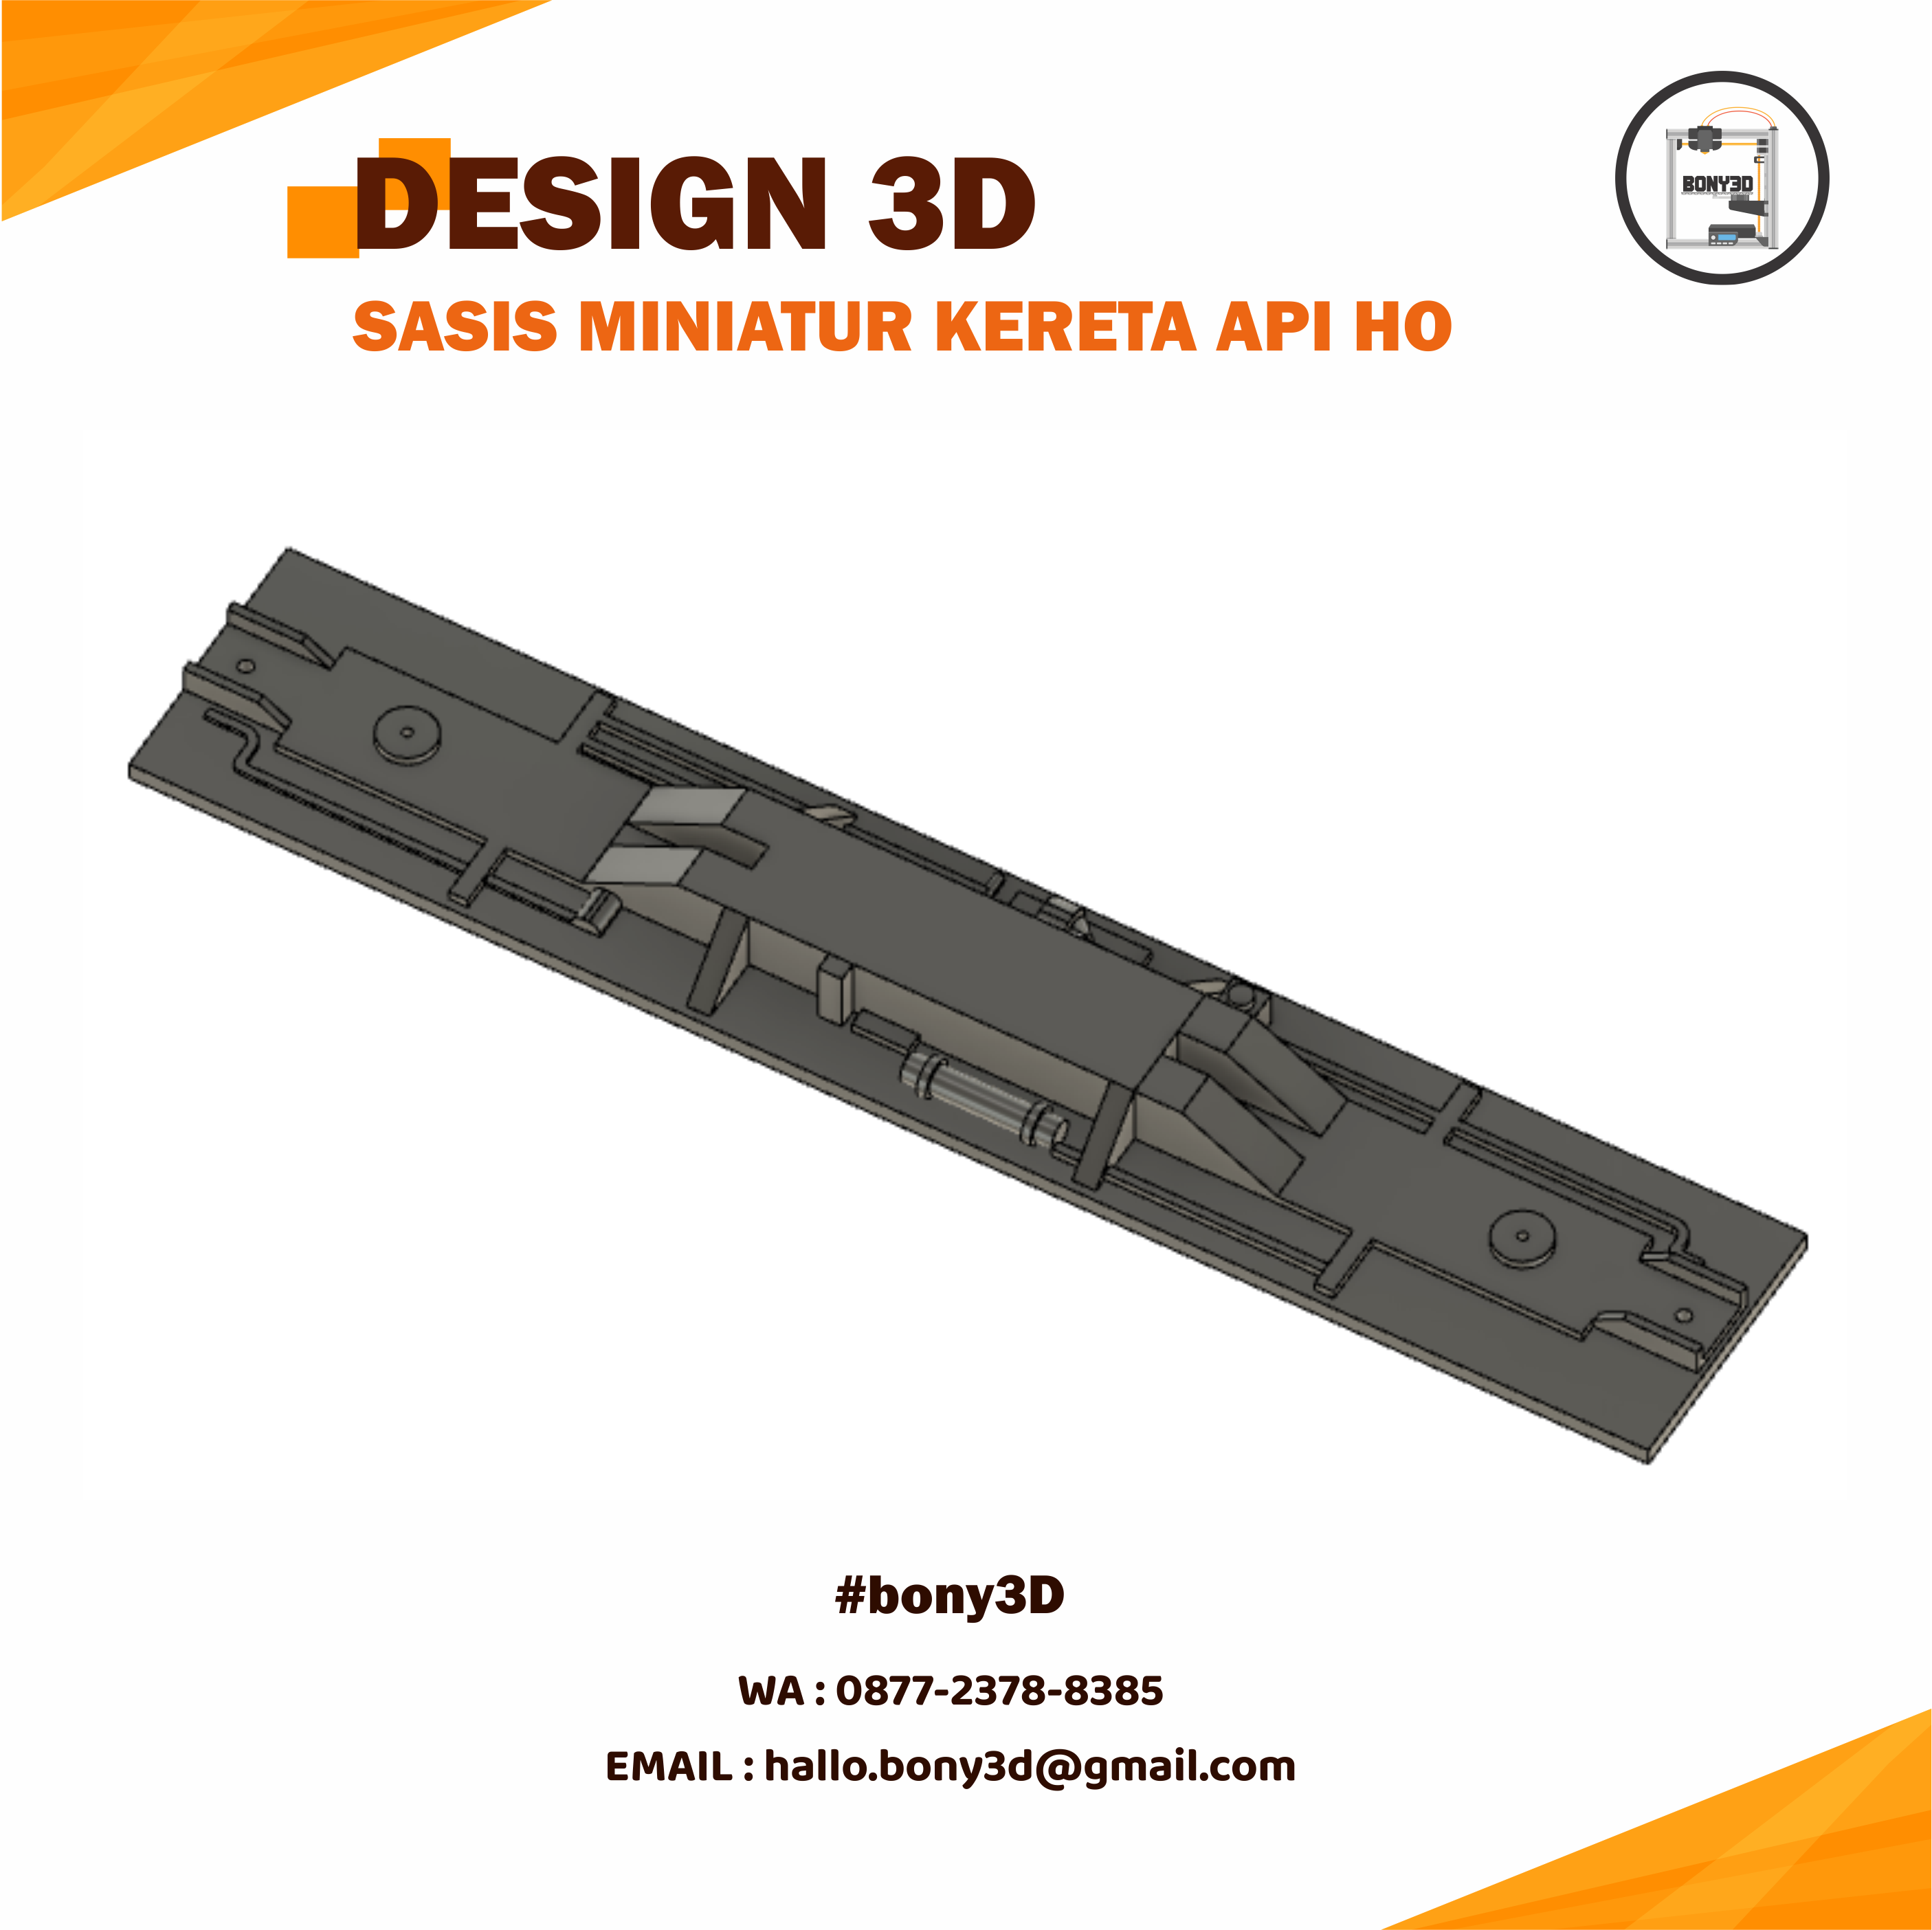 DESIGN 3D
SASIS MINIATUR KERETA API HO
BONY3D
#bony3D
WA : 0877-2378-8385
EMAIL : hallo.bony3d@gmail.com